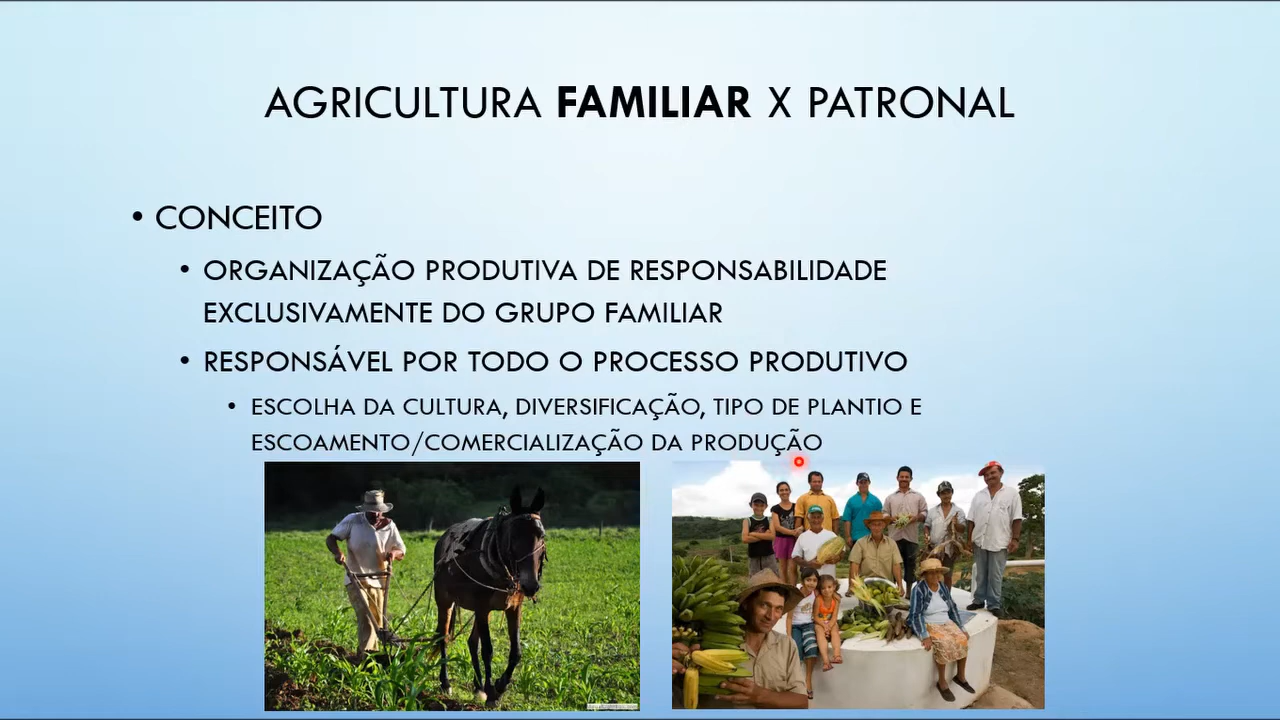 AGRICULTURA FAMILIAR X PATRONAL
• CONCEITO
• ORGANIZAÇÃO PRODUTIVA DE RESPONSABILIDADE
EXCLUSIVAMENTE DO GRUPO FAMILIAR
• RESPONSÁVEL POR TODO O PROCESSO PRODUTIVO
• ESCOLHA DA CULTURA, DIVERSIFICAÇÃO, TIPO DE PLANTIO E
ESCOAMENTO/COMERCIALIZAÇÃO DA PRODUÇÃO